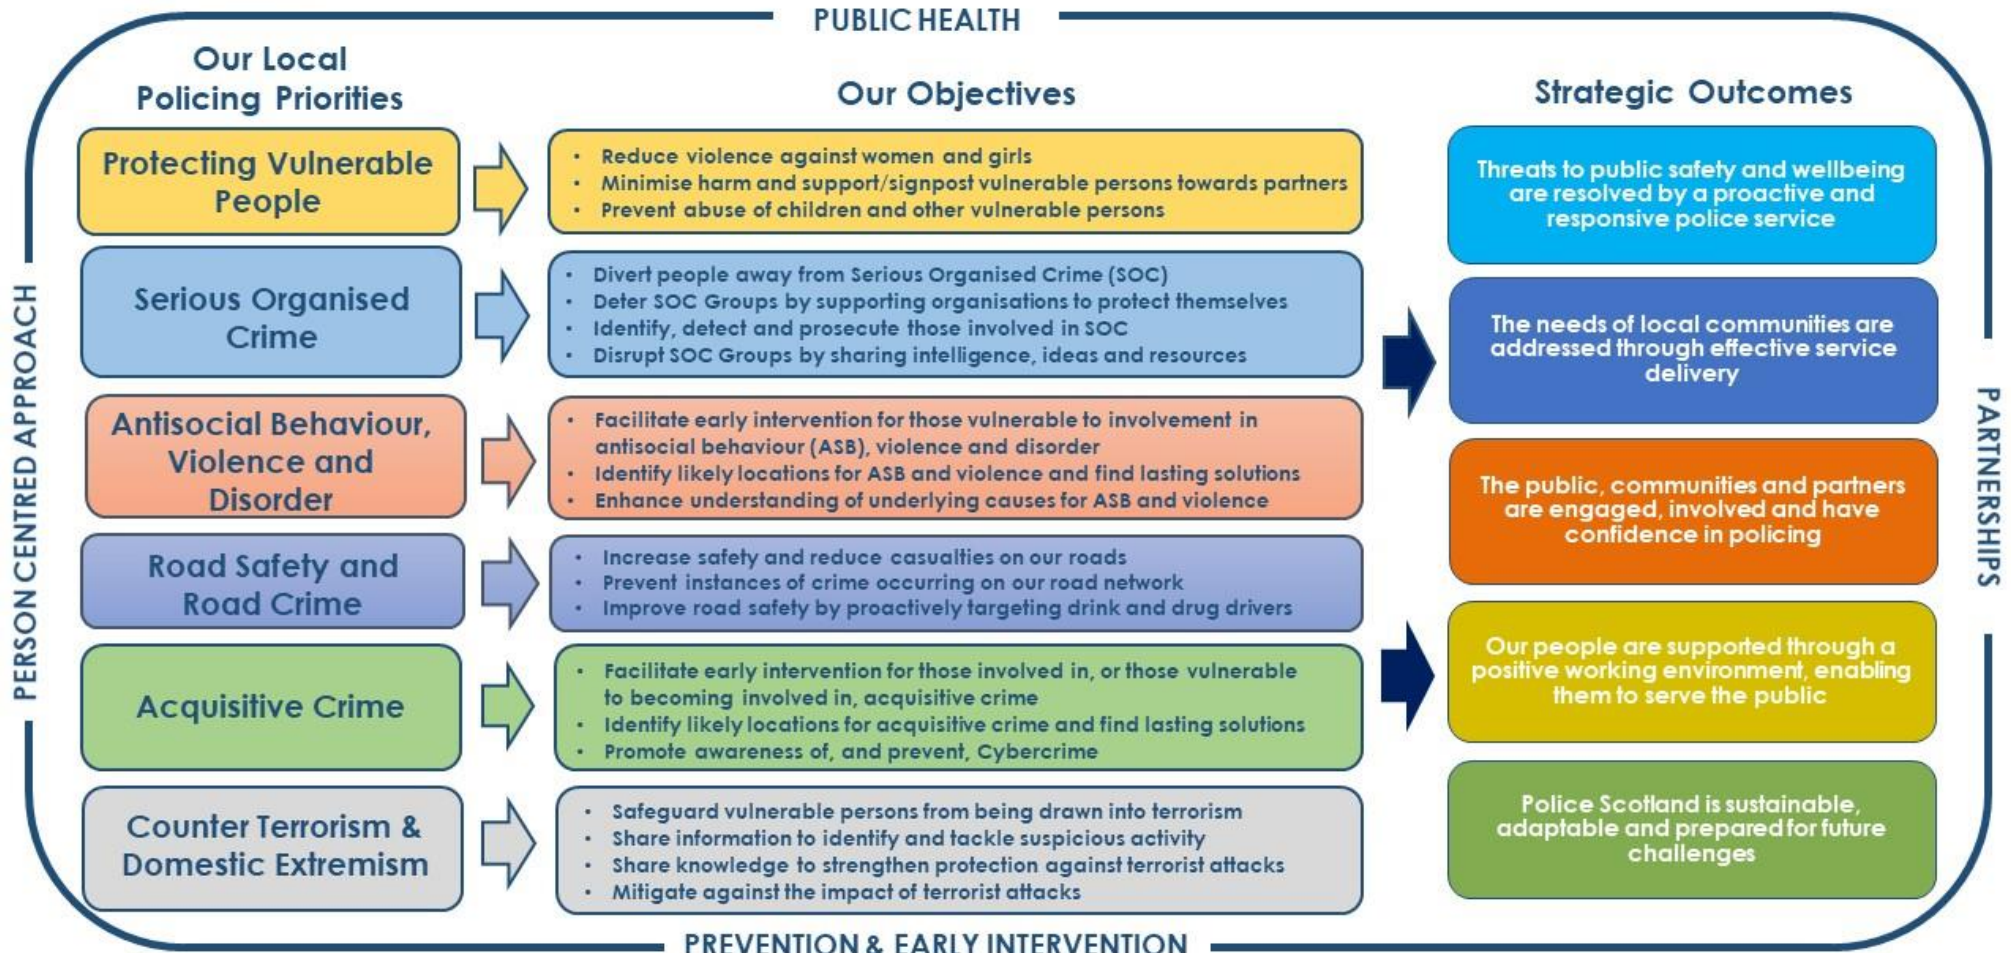 PUBLIC HEALTH
Our Local
Policing Priorities
Our Objectives
Strategic Outcomes
Protecting Vulnerable
People
• Reduce violence against women and girls
• Minimise harm and support/signpost vulnerable persons towards partners
• Prevent abuse of children and other vulnerable persons
Serious Organised
Crime
• Divert people away from Serious Organised Crime (SOC)
• Deter SOC Groups by supporting organisations to protect themselves
• Identify, detect and prosecute those involved in SOC
• Disrupt SOC Groups by sharing intelligence, ideas and resources
Antisocial Behaviour,
Violence and
Disorder
• Facilitate early intervention for those vulnerable to involvement in
antisocial behaviour (ASB), violence and disorder
• Identify likely locations for ASB and violence and find lasting solutions
• Enhance understanding of underlying causes for ASB and violence
Road Safety and
Road Crime
• Increase safety and reduce casualties on our roads
• Prevent instances of crime occurring on our road network
• Improve road safety by proactively targeting drink and drug drivers
Acquisitive Crime
• Facilitate early intervention for those involved in, or those vulnerable
to becoming involved in, acquisitive crime
• Identify likely locations for acquisitive crime and find lasting solutions
• Promote awareness of, and prevent, Cybercrime
Counter Terrorism &
Domestic Extremism
• Safeguard vulnerable persons from being drawn into terrorism
• Share information to identify and tackle suspicious activity
• Share knowledge to strengthen protection against terrorist attacks
• Mitigate against the impact of terrorist attacks
Threats to public safety and wellbeing
are resolved by a proactive and
responsive police service
The needs of local communities are
addressed through effective service
delivery
The public, communities and partners
are engaged, involved and have
confidence in policing
Our people are supported through a
positive working environment, enabling
them to serve the public
Police Scotland is sustainable,
adaptable and prepared for future
challenges
PERSON CENTRED APPROACH
PARTNERSHIPS
PREVENTION & EARLY INTERVENTION